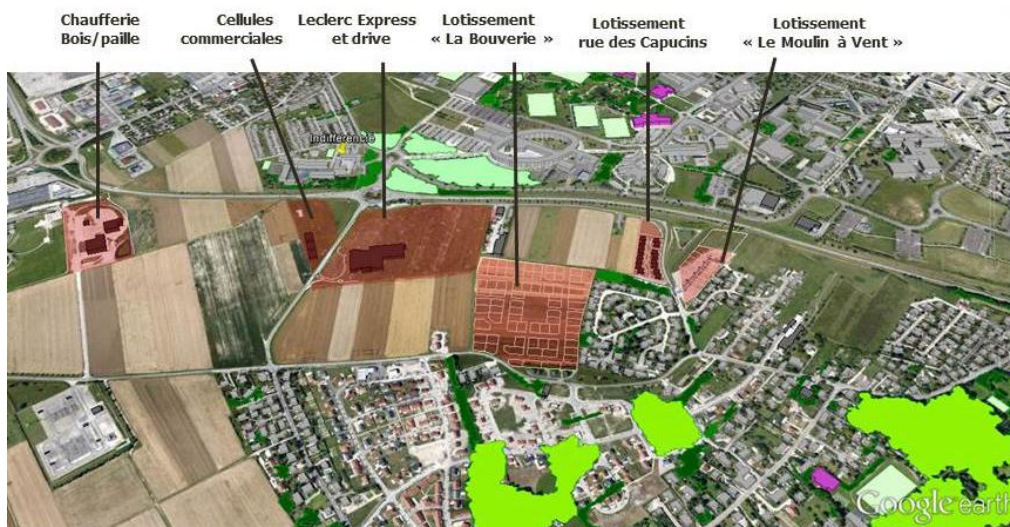 Chaufferie
Bois/paille
Cellules
commerciales
Leclerc Express
et drive
Lotissement
« La Bouverie »
Lotissement
rue des Capucins
Lotissement
« Le Moulin à Vent »
Indifférencié
Google earth